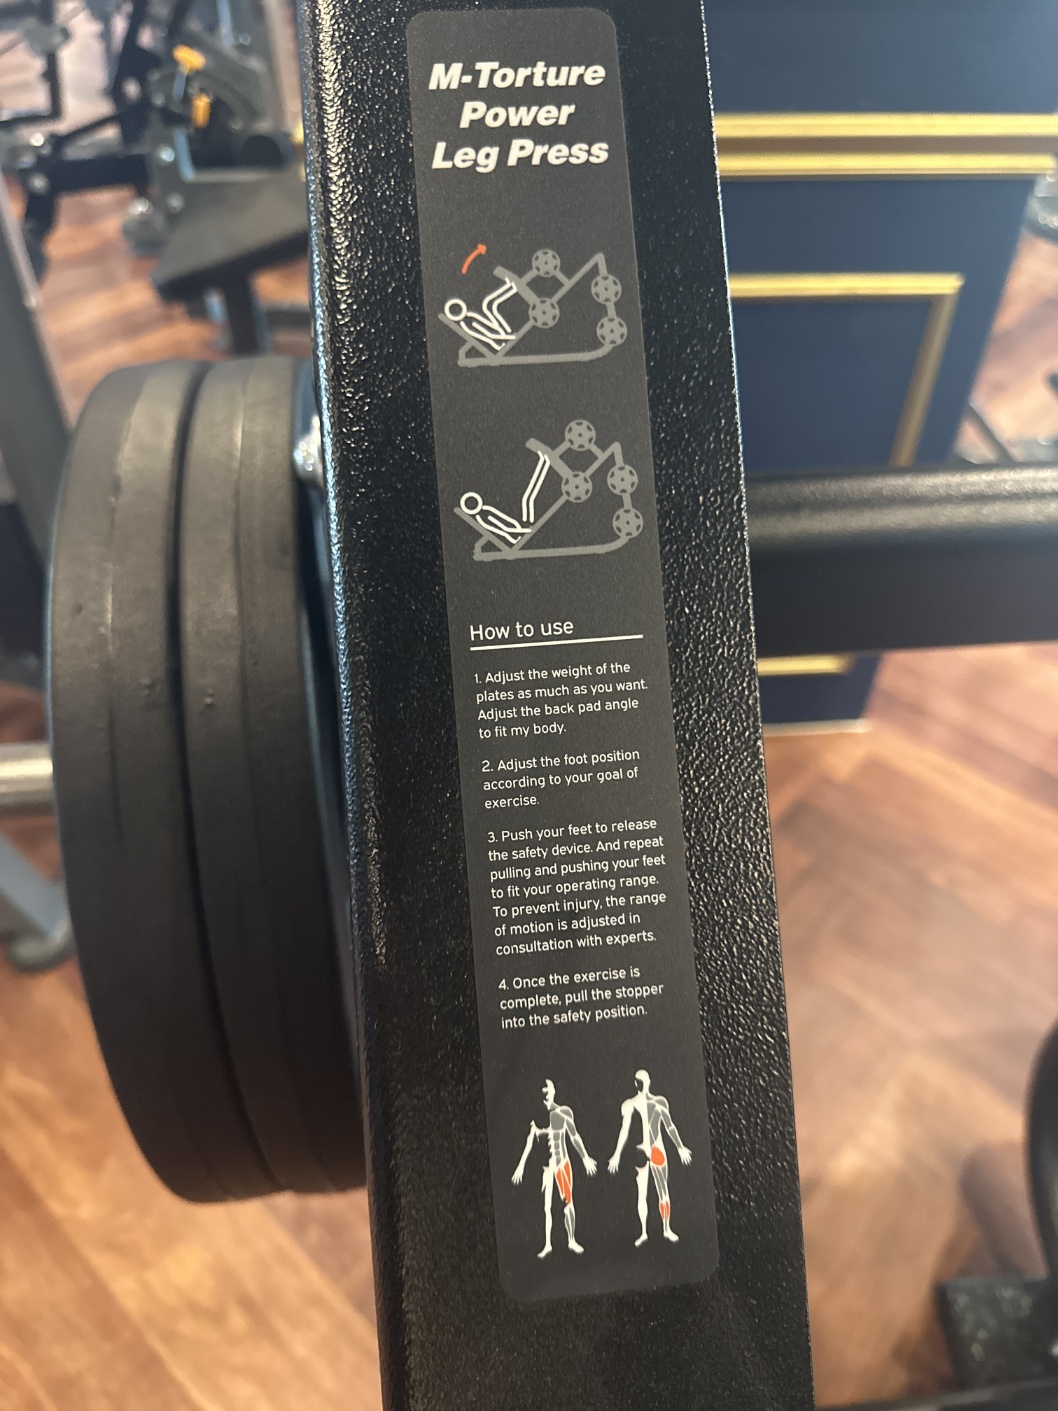 M-Torture
Power
Leg Press
How to use
1. Adjust the weight of the
plates as much as you want.
Adjust the back pad angle
to fit my body.
2. Adjust the foot position
according to your goal of
exercise.
3. Push your feet to release
the safety device. And repeat
pulling and pushing your feet
to fit your operating range.
To prevent injury, the range
of motion is adjusted in
consultation with experts.
4. Once the exercise is
complete, pull the stopper
into the safety position.